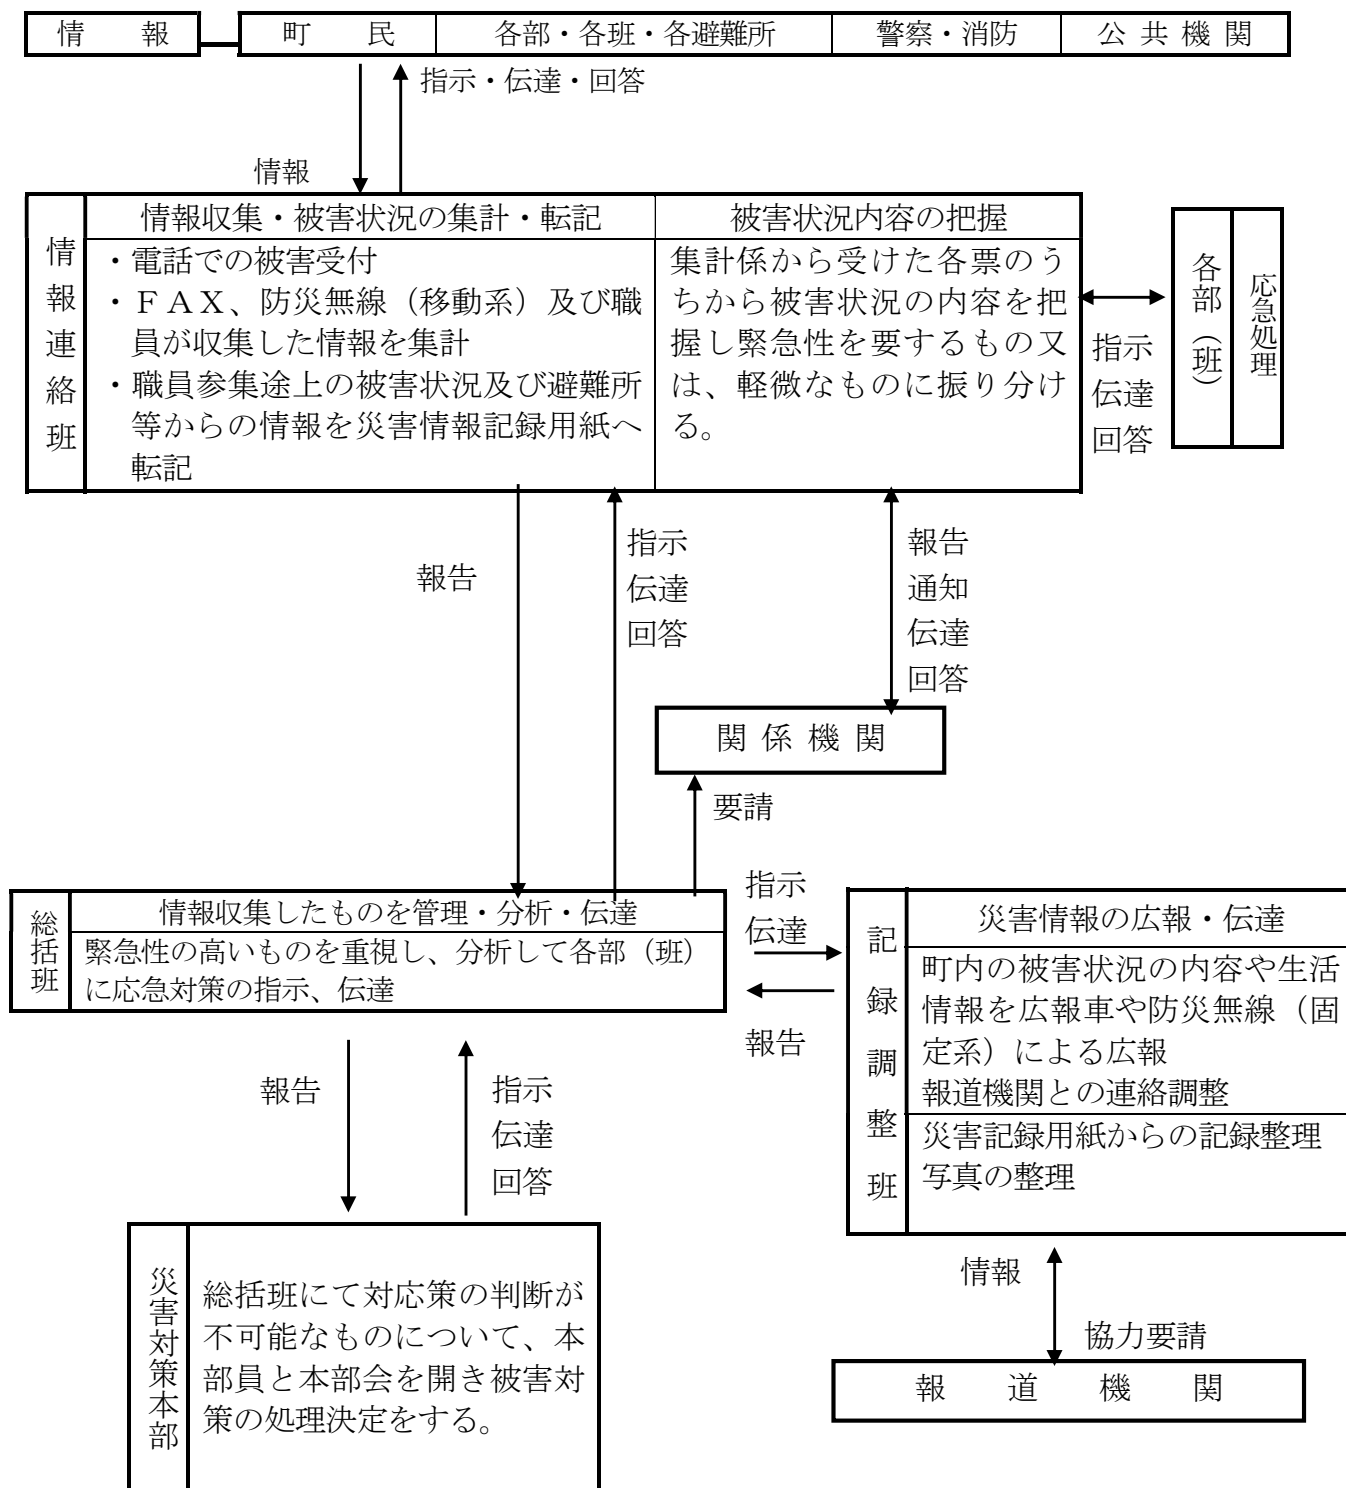 情　報
町　民
各部・各班・各避難所
警察・消防
公共機関
指示・伝達・回答
情報
情報連絡班
情報収集・被害状況の集計・転記
・電話での被害受付
・ＦＡＸ、防災無線（移動系）及び職
員が収集した情報を集計
・職員参集途上の被害状況及び避難所
等からの情報を災害情報記録用紙へ
転記
被害状況内容の把握
集計係から受けた各票のう
ちから被害状況の内容を把
握し緊急性を要するもの又
は、軽微なものに振り分け
る。
指示
伝達
回答
各部（班）
応急処理
報告
指示
伝達
回答
報告
通知
伝達
回答
関係機関
要請
総括班
情報収集したものを管理・分析・伝達
緊急性の高いものを重視し、分析して各部（班）
に応急対策の指示、伝達
指示
伝達
報告
記録調整班
災害情報の広報・伝達
町内の被害状況の内容や生活
情報を広報車や防災無線（固
定系）による広報
報道機関との連絡調整
災害記録用紙からの記録整理
写真の整理
報告
指示
伝達
回答
災害対策本部
総括班にて対応策の判断が
不可能なものについて、本
部員と本部会を開き被害対
策の処理決定をする。
情報
協力要請
報道機関